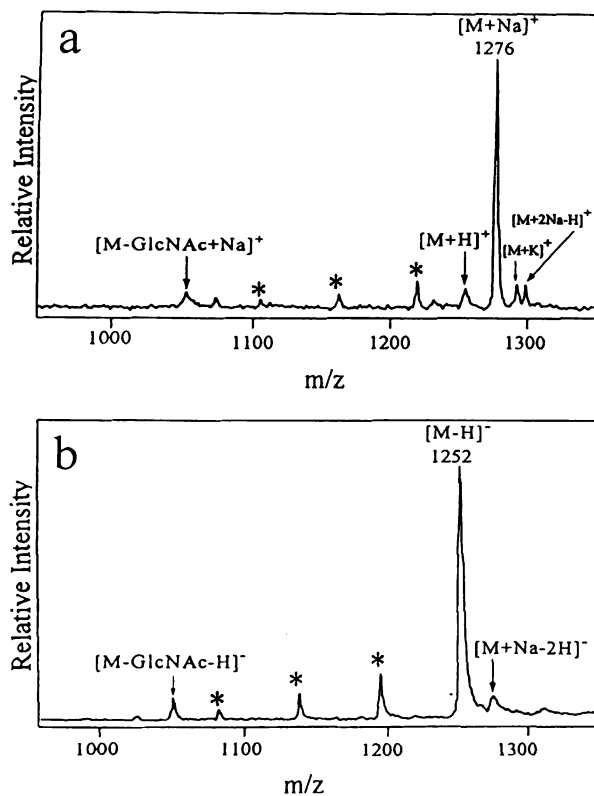 a
[M+Na]⁺
1276
[M-GlcNAc+Na]⁺
*
*
*
[M+H]⁺
[M+K]⁺
[M+2Na-H]⁺
Relative Intensity
1000 1100 1200 1300
m/z
b
[M-H]⁻
1252
[M-GlcNAc-H]⁻
*
*
*
[M+Na-2H]⁻
Relative Intensity
1000 1100 1200 1300
m/z